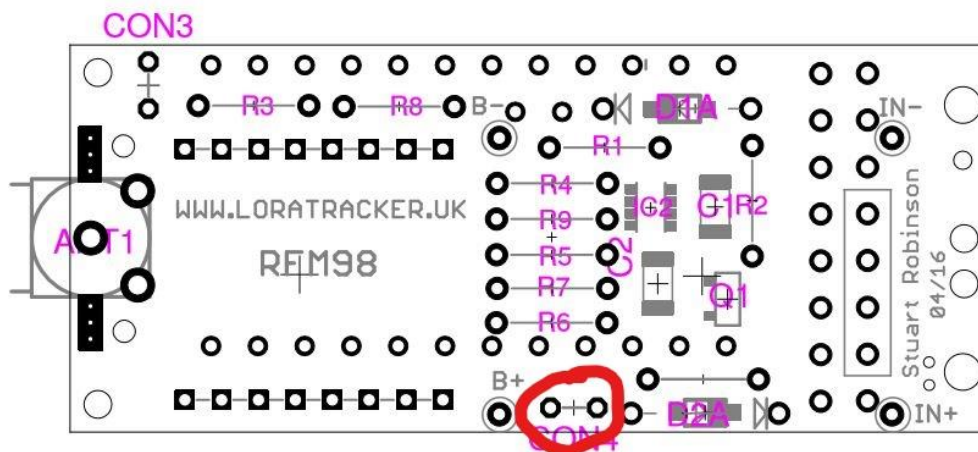 CON3
R3
R8
B-
D1A
IN-
R1
R4
IC2
C1
R2
WWW.LORATRACKER.UK
R9
ANT1
R5
C2
RFM98
R7
Q1
R6
Stuart Robinson
04/16
B+
D2A
IN+
CON4